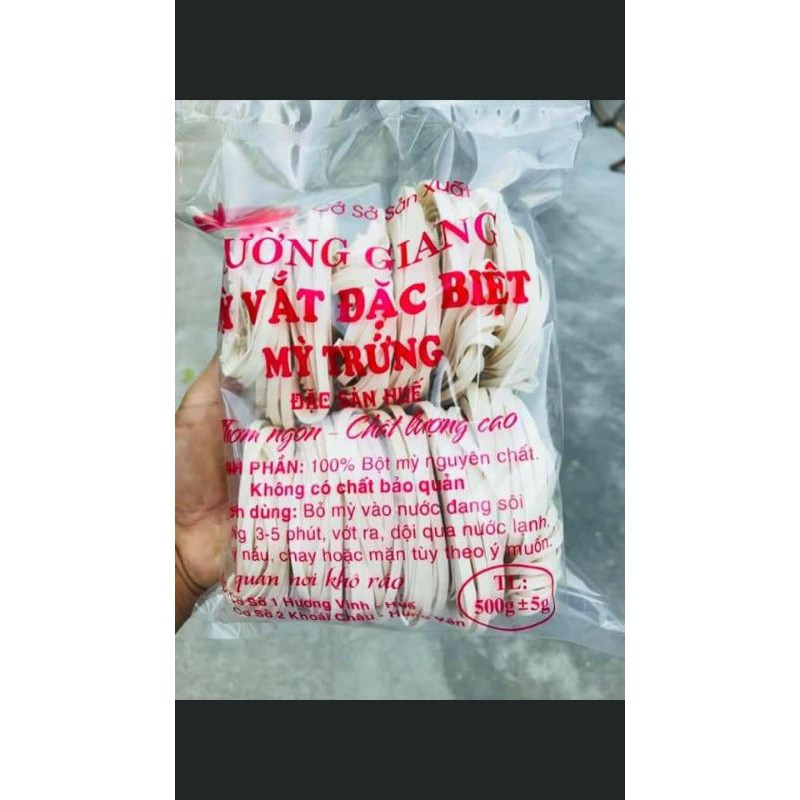 Cơ Sở Sản Xuất
ƯỜNG GIANG
VẮT ĐẶC BIỆT
MỲ TRỨNG
ĐẶC SẢN HUẾ
Thơm ngon - Chất lượng cao
PHẦN: 100% Bột mỳ nguyên chất.
Không có chất bảo quản
dùng: Bỏ mỳ vào nước đang sôi
3-5 phút, vớt ra, dội qua nước lạnh,
nấu, chay hoặc mặn tùy theo ý muốn.
quản nơi khô ráo
TL:
500g±5g
Cơ Sở 1 Hương Vinh - Huế
Cơ Sở 2 Khoái Châu - Hưng Yên